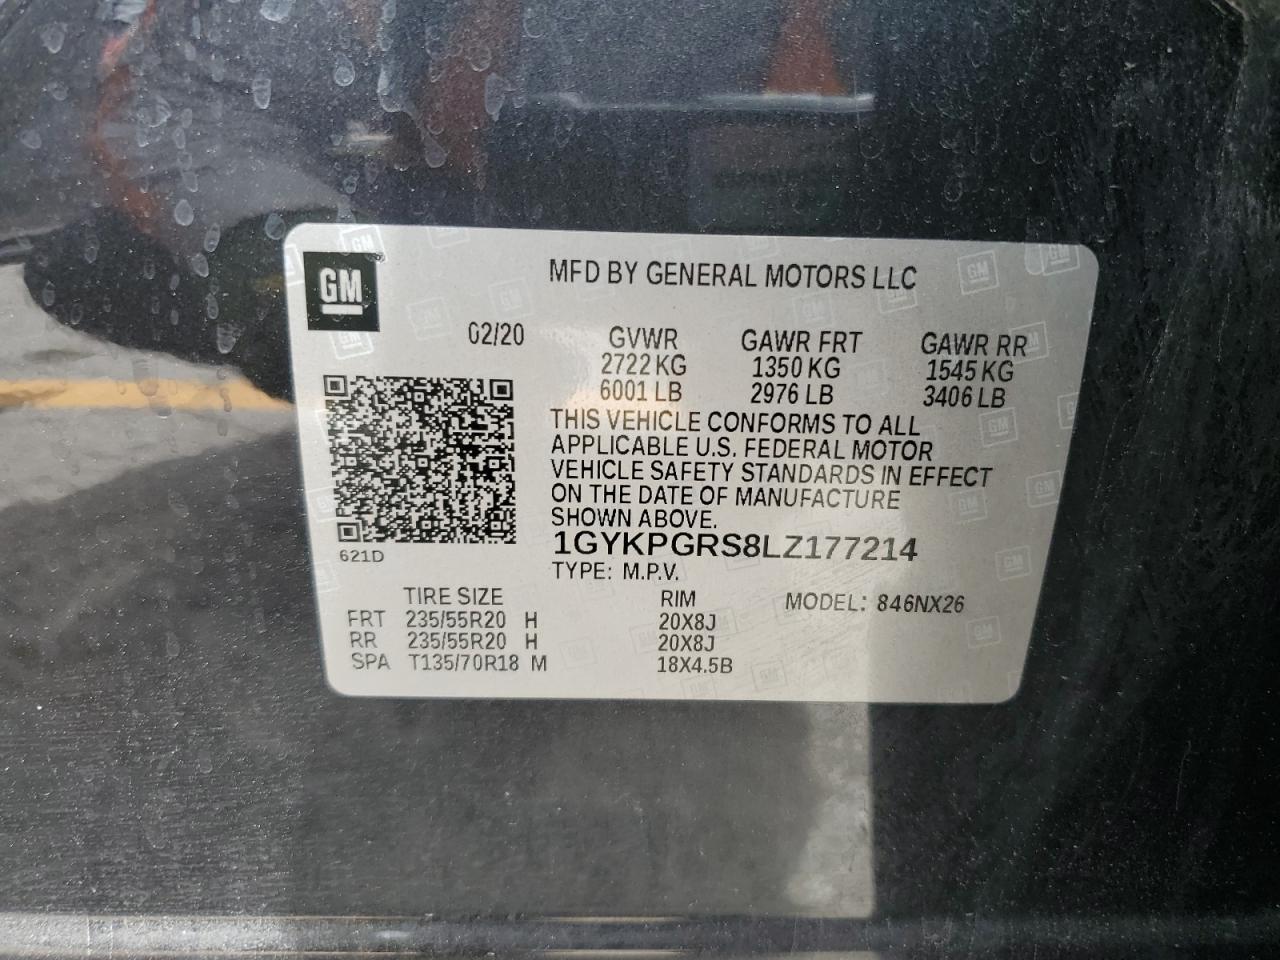 GM
MFD BY GENERAL MOTORS LLC
02/20 GVWR GAWR FRT GAWR RR
2722 KG 1350 KG 1545 KG
6001 LB 2976 LB 3406 LB
THIS VEHICLE CONFORMS TO ALL
APPLICABLE U.S. FEDERAL MOTOR
VEHICLE SAFETY STANDARDS IN EFFECT
ON THE DATE OF MANUFACTURE
SHOWN ABOVE.
1GYKPGRS8LZ177214
621D
TYPE: M.P.V.
TIRE SIZE RIM MODEL: 846NX26
FRT 235/55R20 H 20X8J
RR 235/55R20 H 20X8J
SPA T135/70R18 M 18X4.5B